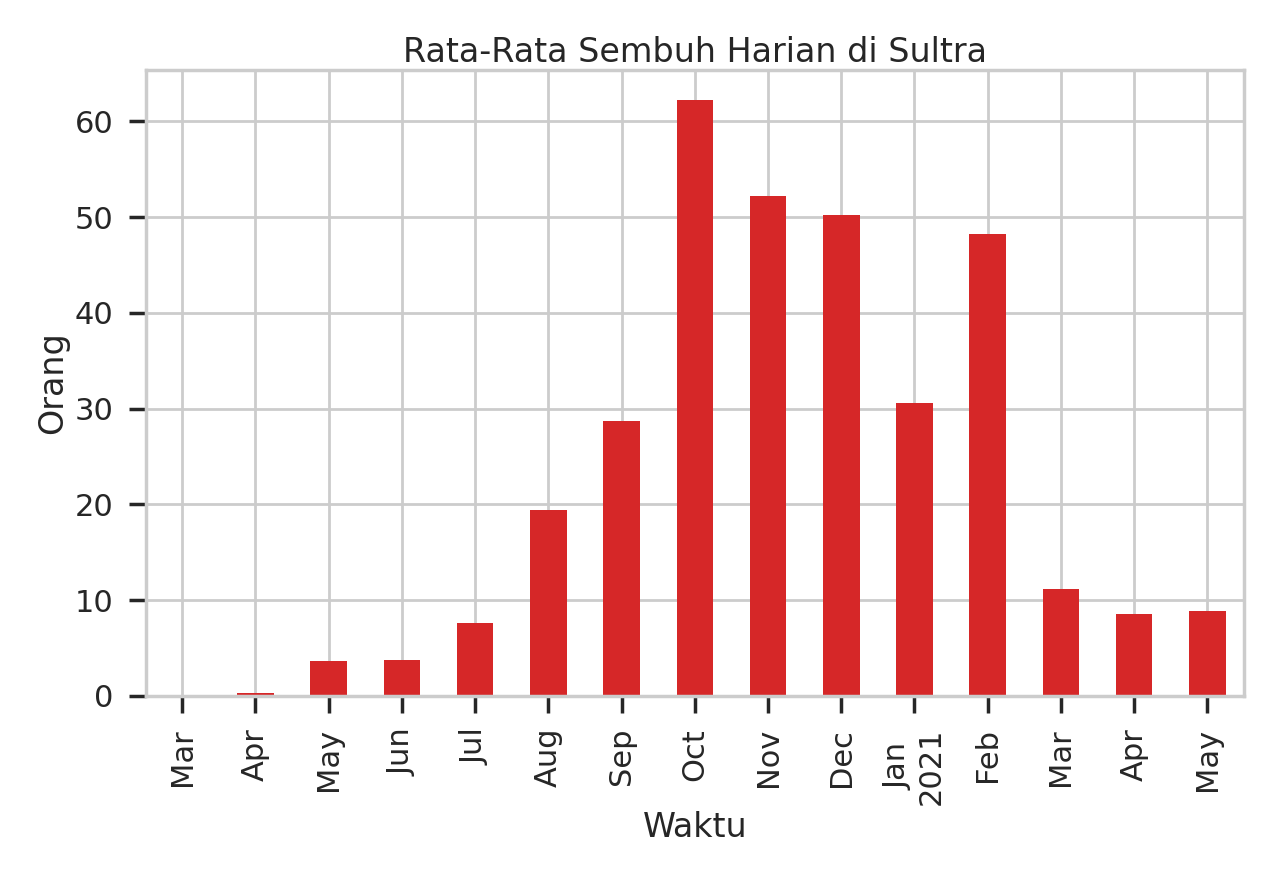 Rata-Rata Sembuh Harian di Sultra
Orang
60
50
40
30
20
10
0
Mar
Apr
May
Jun
Jul
Aug
Sep
Oct
Nov
Dec
Jan
2021
Feb
Mar
Apr
May
Waktu